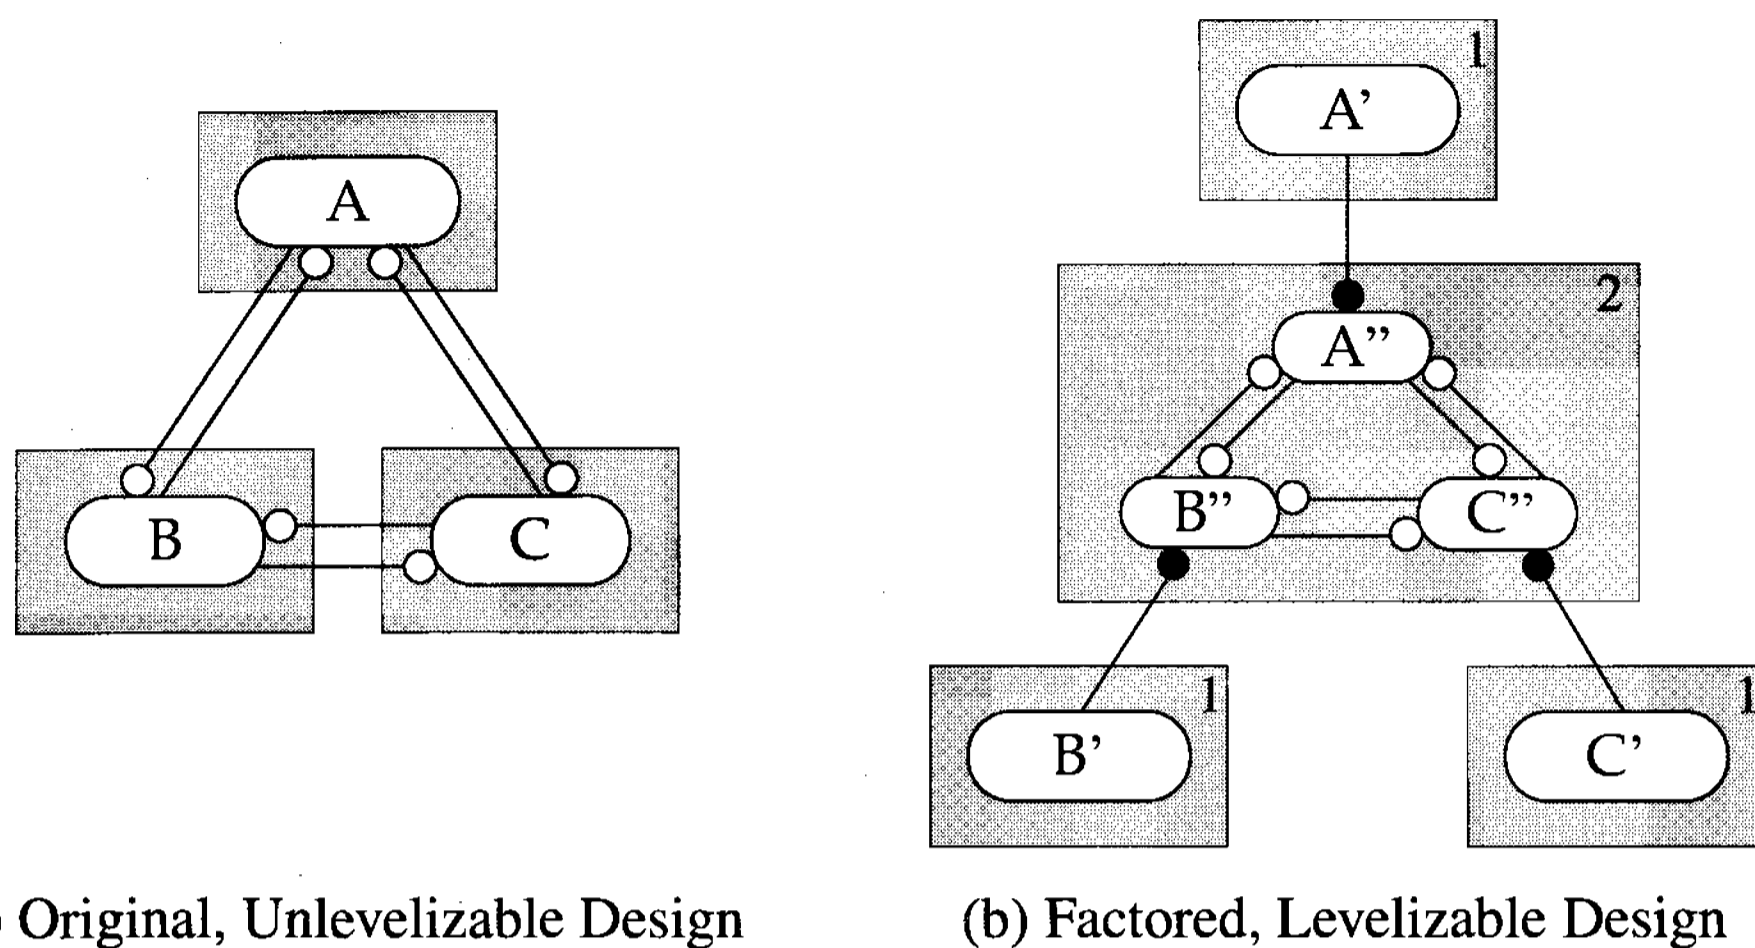 1
A’
A
2
A”
B”
C”
B
C
1
1
B’
C’
) Original, Unlevelizable Design
(b) Factored, Levelizable Design